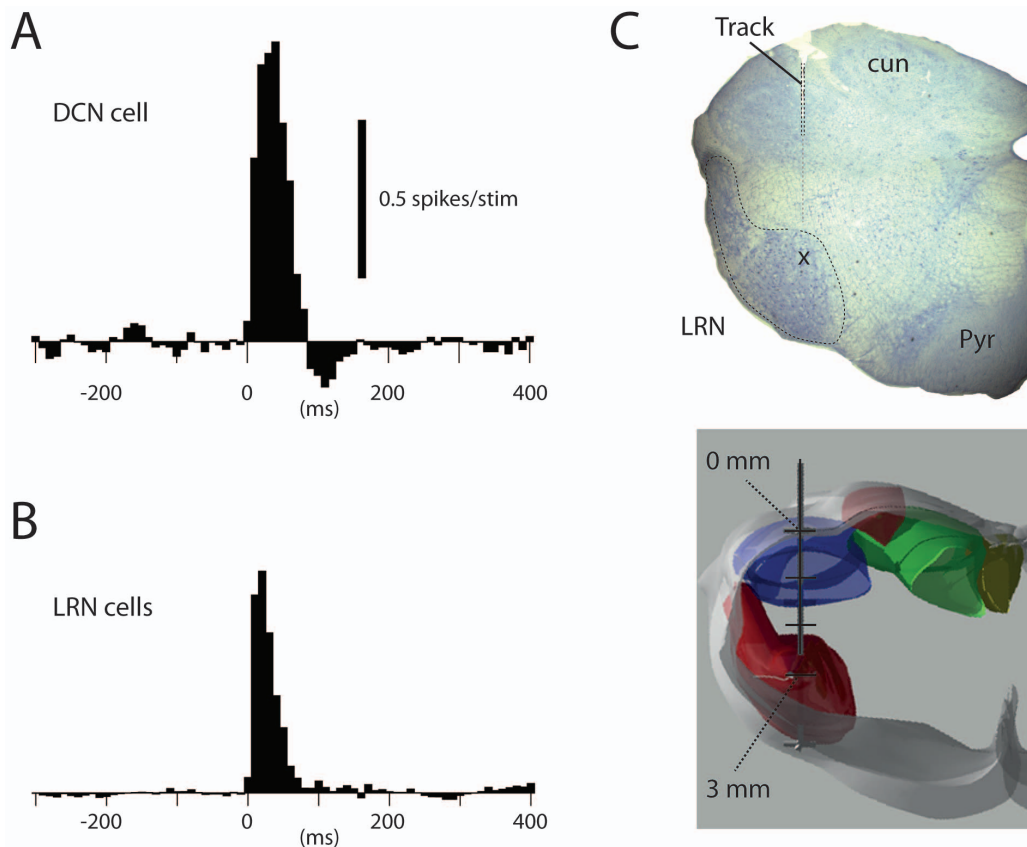 A
DCN cell
0.5 spikes/stim
-200
0
200
400
(ms)
B
LRN cells
-200
0
200
400
(ms)
C
Track
cun
x
LRN
Pyr
0 mm
3 mm